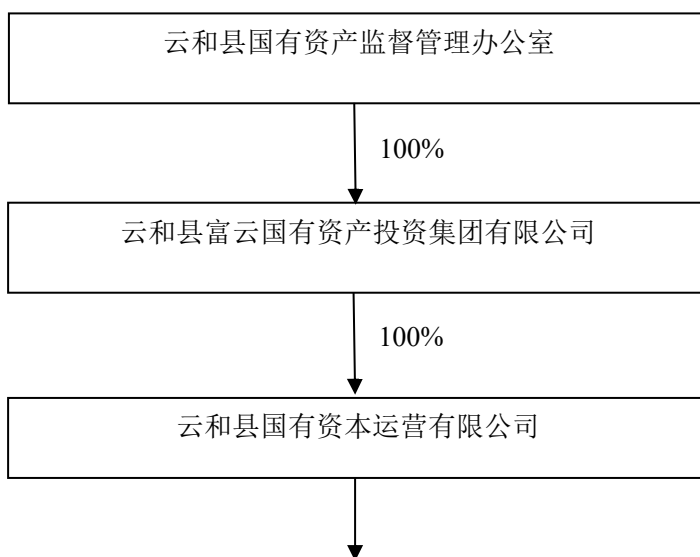 云和县国有资产监督管理办公室
100%
云和县富云国有资产投资集团有限公司
100%
云和县国有资本运营有限公司